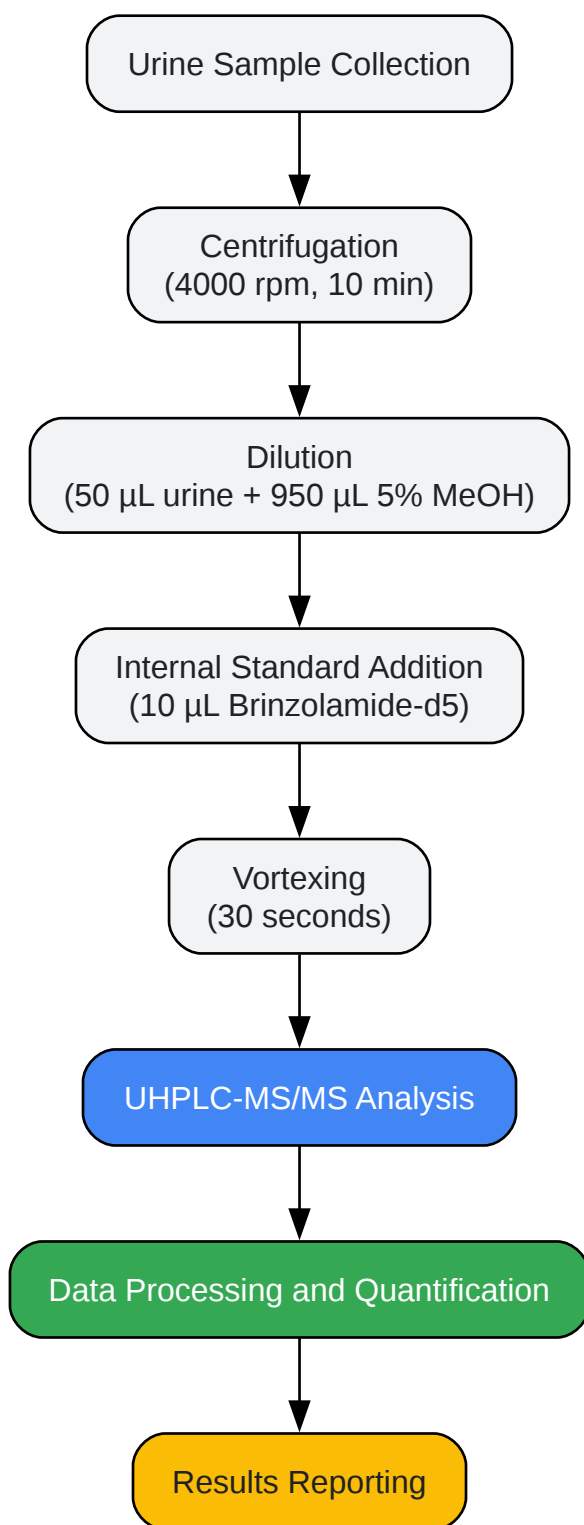 Urine Sample Collection
Centrifugation
(4000 rpm, 10 min)
Dilution
(50 µL urine + 950 µL 5% MeOH)
Internal Standard Addition
(10 µL Brinzolamide-d5)
Vortexing
(30 seconds)
UHPLC-MS/MS Analysis
Data Processing and Quantification
Results Reporting